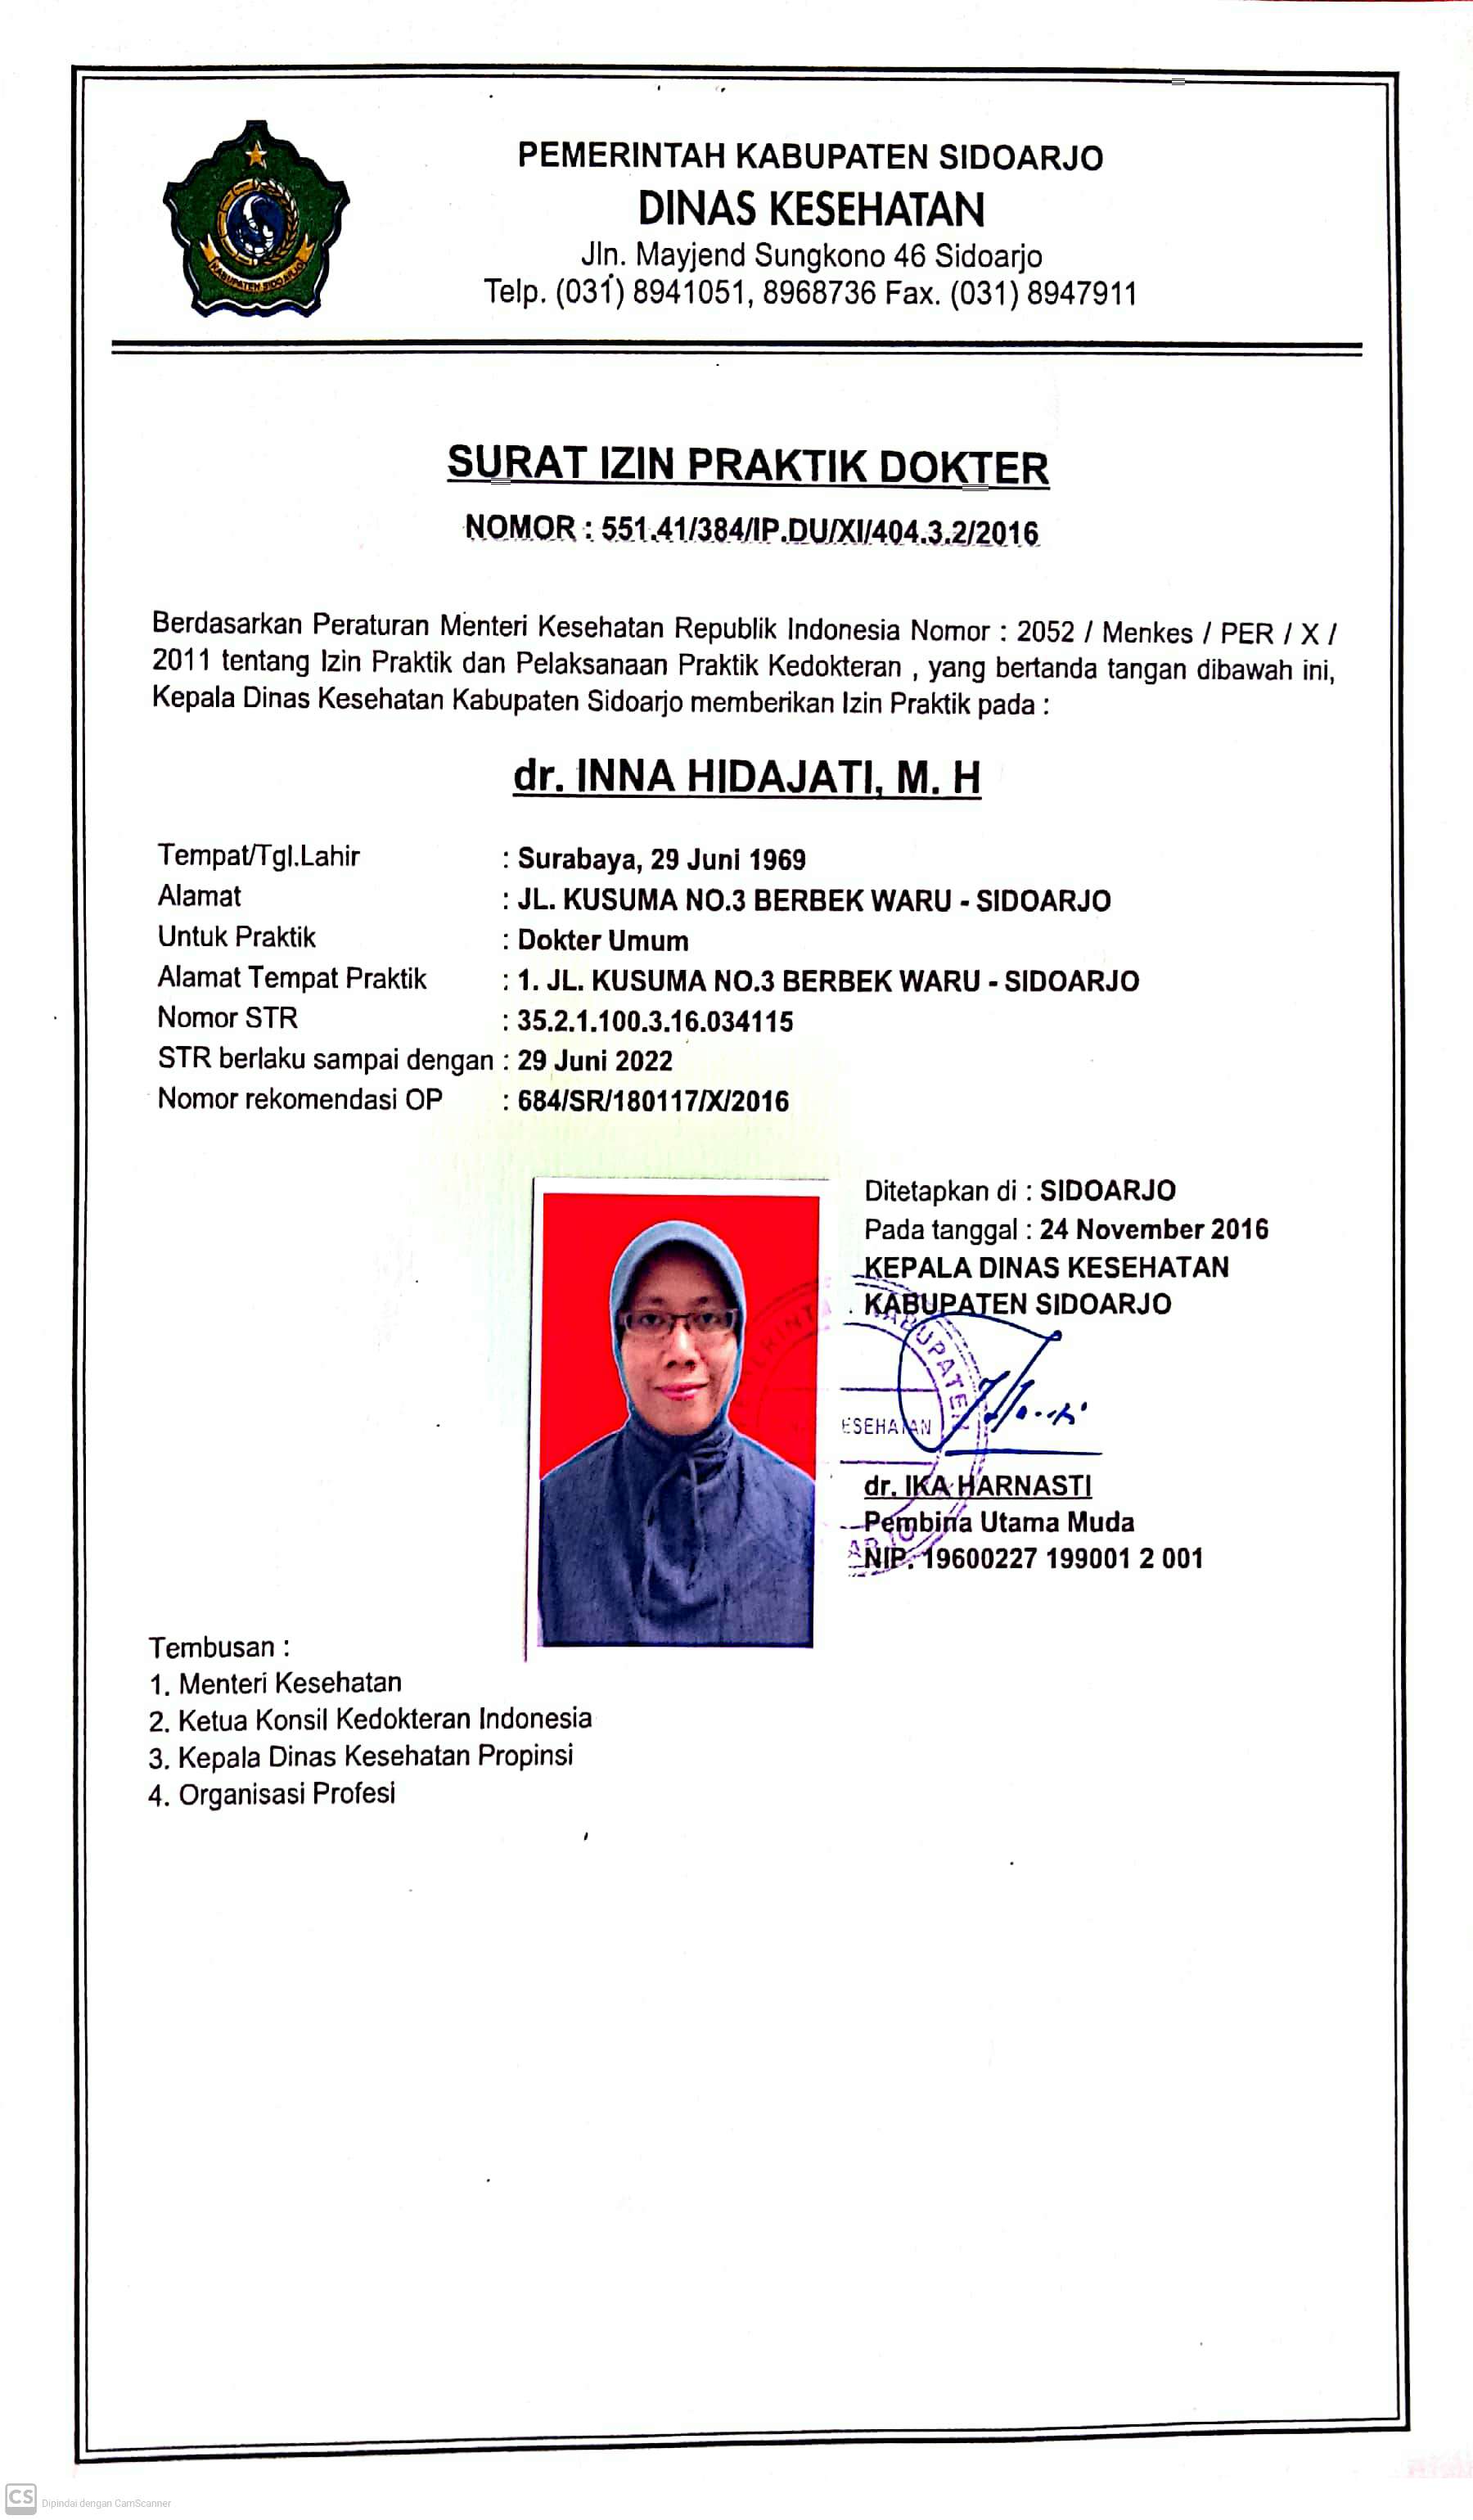 KABUPATEN SIDOARJO
PEMERINTAH KABUPATEN SIDOARJO
DINAS KESEHATAN
Jln. Mayjend Sungkono 46 Sidoarjo
Telp. (031) 8941051, 8968736 Fax. (031) 8947911
SURAT IZIN PRAKTIK DOKTER
NOMOR : 551.41/384/IP.DU/XI/404.3.2/2016
Berdasarkan Peraturan Menteri Kesehatan Republik Indonesia Nomor : 2052 / Menkes / PER / X /
2011 tentang Izin Praktik dan Pelaksanaan Praktik Kedokteran , yang bertanda tangan dibawah ini,
Kepala Dinas Kesehatan Kabupaten Sidoarjo memberikan Izin Praktik pada :
dr. INNA HIDAJATI, M. H
Tempat/Tgl.Lahir : Surabaya, 29 Juni 1969
Alamat : JL. KUSUMA NO.3 BERBEK WARU - SIDOARJO
Untuk Praktik : Dokter Umum
Alamat Tempat Praktik : 1. JL. KUSUMA NO.3 BERBEK WARU - SIDOARJO
Nomor STR : 35.2.1.100.3.16.034115
STR berlaku sampai dengan : 29 Juni 2022
Nomor rekomendasi OP : 684/SR/180117/X/2016
Ditetapkan di : SIDOARJO
Pada tanggal : 24 November 2016
KEPALA DINAS KESEHATAN
KABUPATEN SIDOARJO
KABUPATEN
ESEHATAN
dr. IKA HARNASTI
Pembina Utama Muda
NIP. 19600227 199001 2 001
Tembusan :
1. Menteri Kesehatan
2. Ketua Konsil Kedokteran Indonesia
3. Kepala Dinas Kesehatan Propinsi
4. Organisasi Profesi
CS Dipindai dengan CamScanner